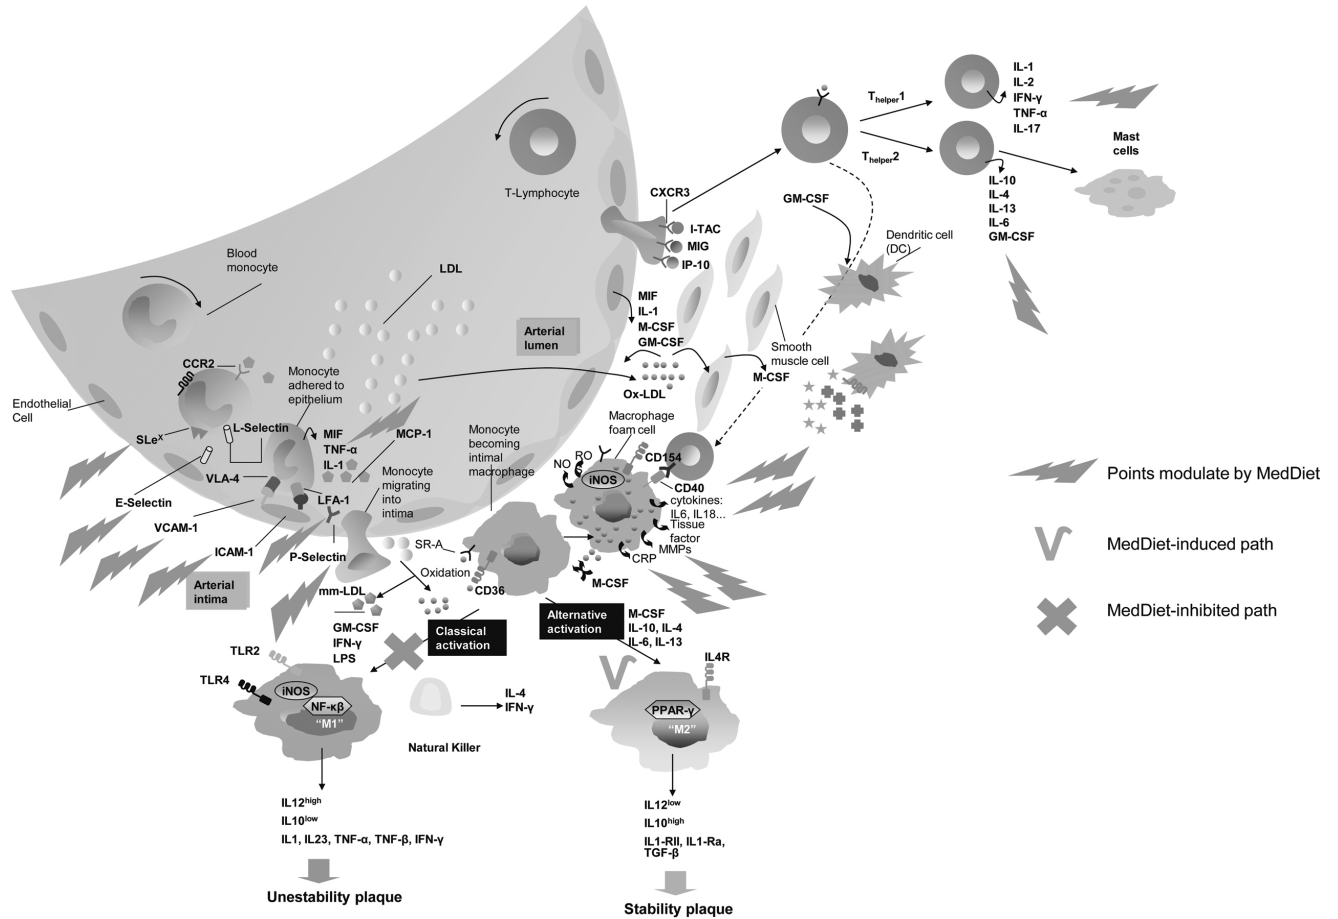 IL-1
IL-2
IFN-γ
TNF-α
IL-17
T helper 1
T helper 2
Mast
cells
IL-10
IL-4
IL-13
IL-6
GM-CSF
T-Lymphocyte
CXCR3
I-TAC
MIG
IP-10
GM-CSF
Dendritic cell
(DC)
Blood
monocyte
LDL
MIF
IL-1
M-CSF
GM-CSF
Arterial
lumen
Smooth
muscle cell
M-CSF
Ox-LDL
CCR2
Monocyte
adhered to
epithelium
Endothelial
Cell
SLeX
L-Selectin
MIF
TNF-α
IL-1
MCP-1
VLA-4
LFA-1
E-Selectin
VCAM-1
ICAM-1
P-Selectin
Monocyte
migrating
into
intima
Monocyte
becoming
intimal
macrophage
Macrophage
foam cell
RO
NO
iNOS
CD154
CD40
cytokines:
IL6, IL18...
Tissue
factor
MMPs
CRP
M-CSF
SR-A
Oxidation
CD36
Arterial
intima
mm-LDL
GM-CSF
IFN-γ
LPS
Classical
activation
Alternative
activation
M-CSF
IL-10, IL-4
IL-6, IL-13
Points modulate by MedDiet
MedDiet-induced path
MedDiet-inhibited path
TLR2
TLR4
iNOS
NF-κβ
“M1”
Natural Killer
IL-4
IFN-γ
IL4R
PPAR-γ
“M2”
IL12high
IL10low
IL1, IL23, TNF-α, TNF-β, IFN-γ
Unestability plaque
IL12low
IL10high
IL1-RII, IL1-Ra,
TGF-β
Stability plaque